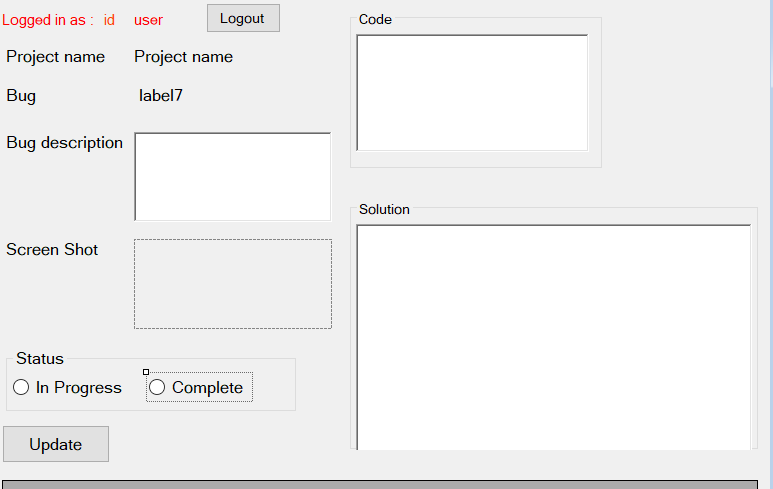 Logged in as : id user Logout
Project name Project name
Bug label7
Bug description
Screen Shot
Status
In Progress Complete
Update
Code
Solution